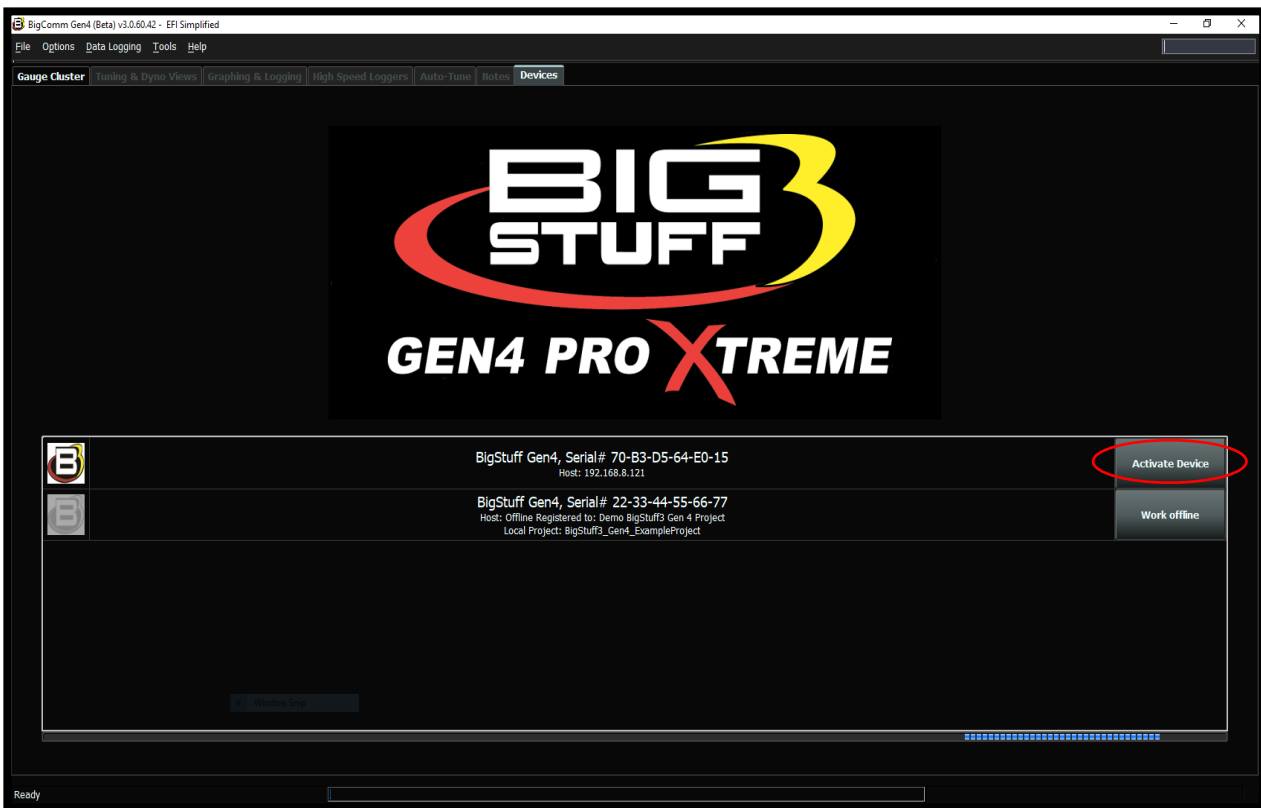 BigComm Gen4 (Beta) v3.0.60.42 - EFI Simplified
File Options Data Logging Tools Help
Gauge Cluster Tuning & Dyno Views Graphing & Logging High Speed Loggers Auto-Tune Notes Devices
BIG 3
STUFF
GEN4 PRO XTREME
B
BigStuff Gen4, Serial# 70-B3-D5-64-E0-15
Host: 192.168.8.121
Activate Device
B
BigStuff Gen4, Serial# 22-33-44-55-66-77
Host: Offline Registered to: Demo BigStuff3 Gen 4 Project
Local Project: BigStuff3_Gen4_ExampleProject
Work offline
Window Snip
Ready